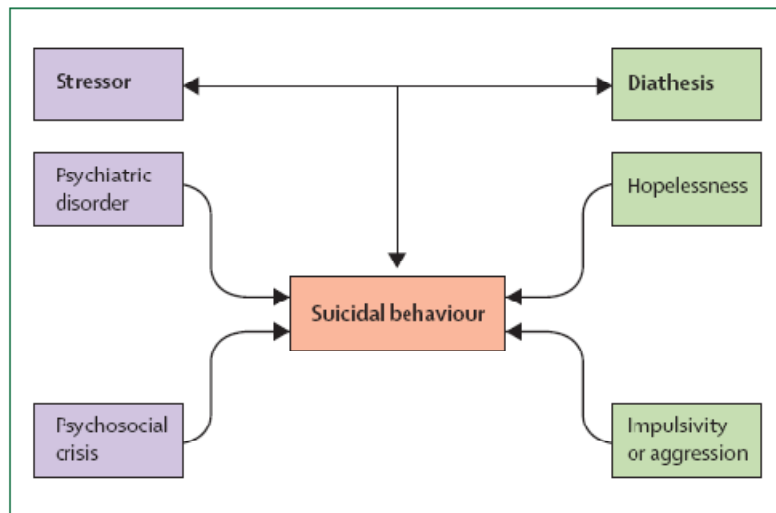 Stressor
Diathesis
Psychiatric
disorder
Hopelessness
Suicidal behaviour
Psychosocial
crisis
Impulsivity
or aggression